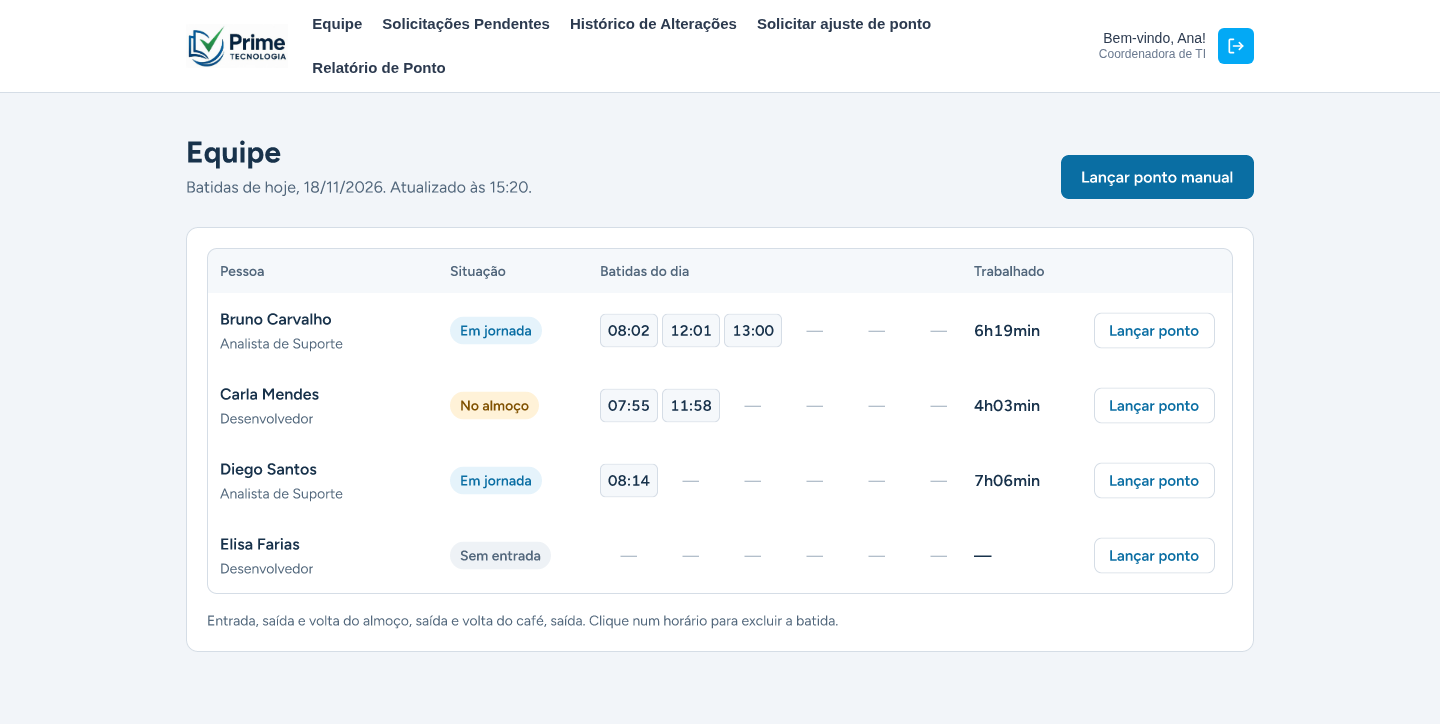 Prime
TECNOLOGIA
Equipe Solicitações Pendentes Histórico de Alterações Solicitar ajuste de ponto
Relatório de Ponto
Bem-vindo, Ana!
Coordenadora de TI
Equipe
Batidas de hoje, 18/11/2026. Atualizado às 15:20.
Lançar ponto manual
Pessoa Situação Batidas do dia Trabalhado
Bruno Carvalho
Analista de Suporte
Em jornada 08:02 12:01 13:00 — — — 6h19min Lançar ponto
Carla Mendes
Desenvolvedor
No almoço 07:55 11:58 — — — — 4h03min Lançar ponto
Diego Santos
Analista de Suporte
Em jornada 08:14 — — — — — 7h06min Lançar ponto
Elisa Farias
Desenvolvedor
Sem entrada — — — — — — — Lançar ponto
Entrada, saída e volta do almoço, saída e volta do café, saída. Clique num horário para excluir a batida.